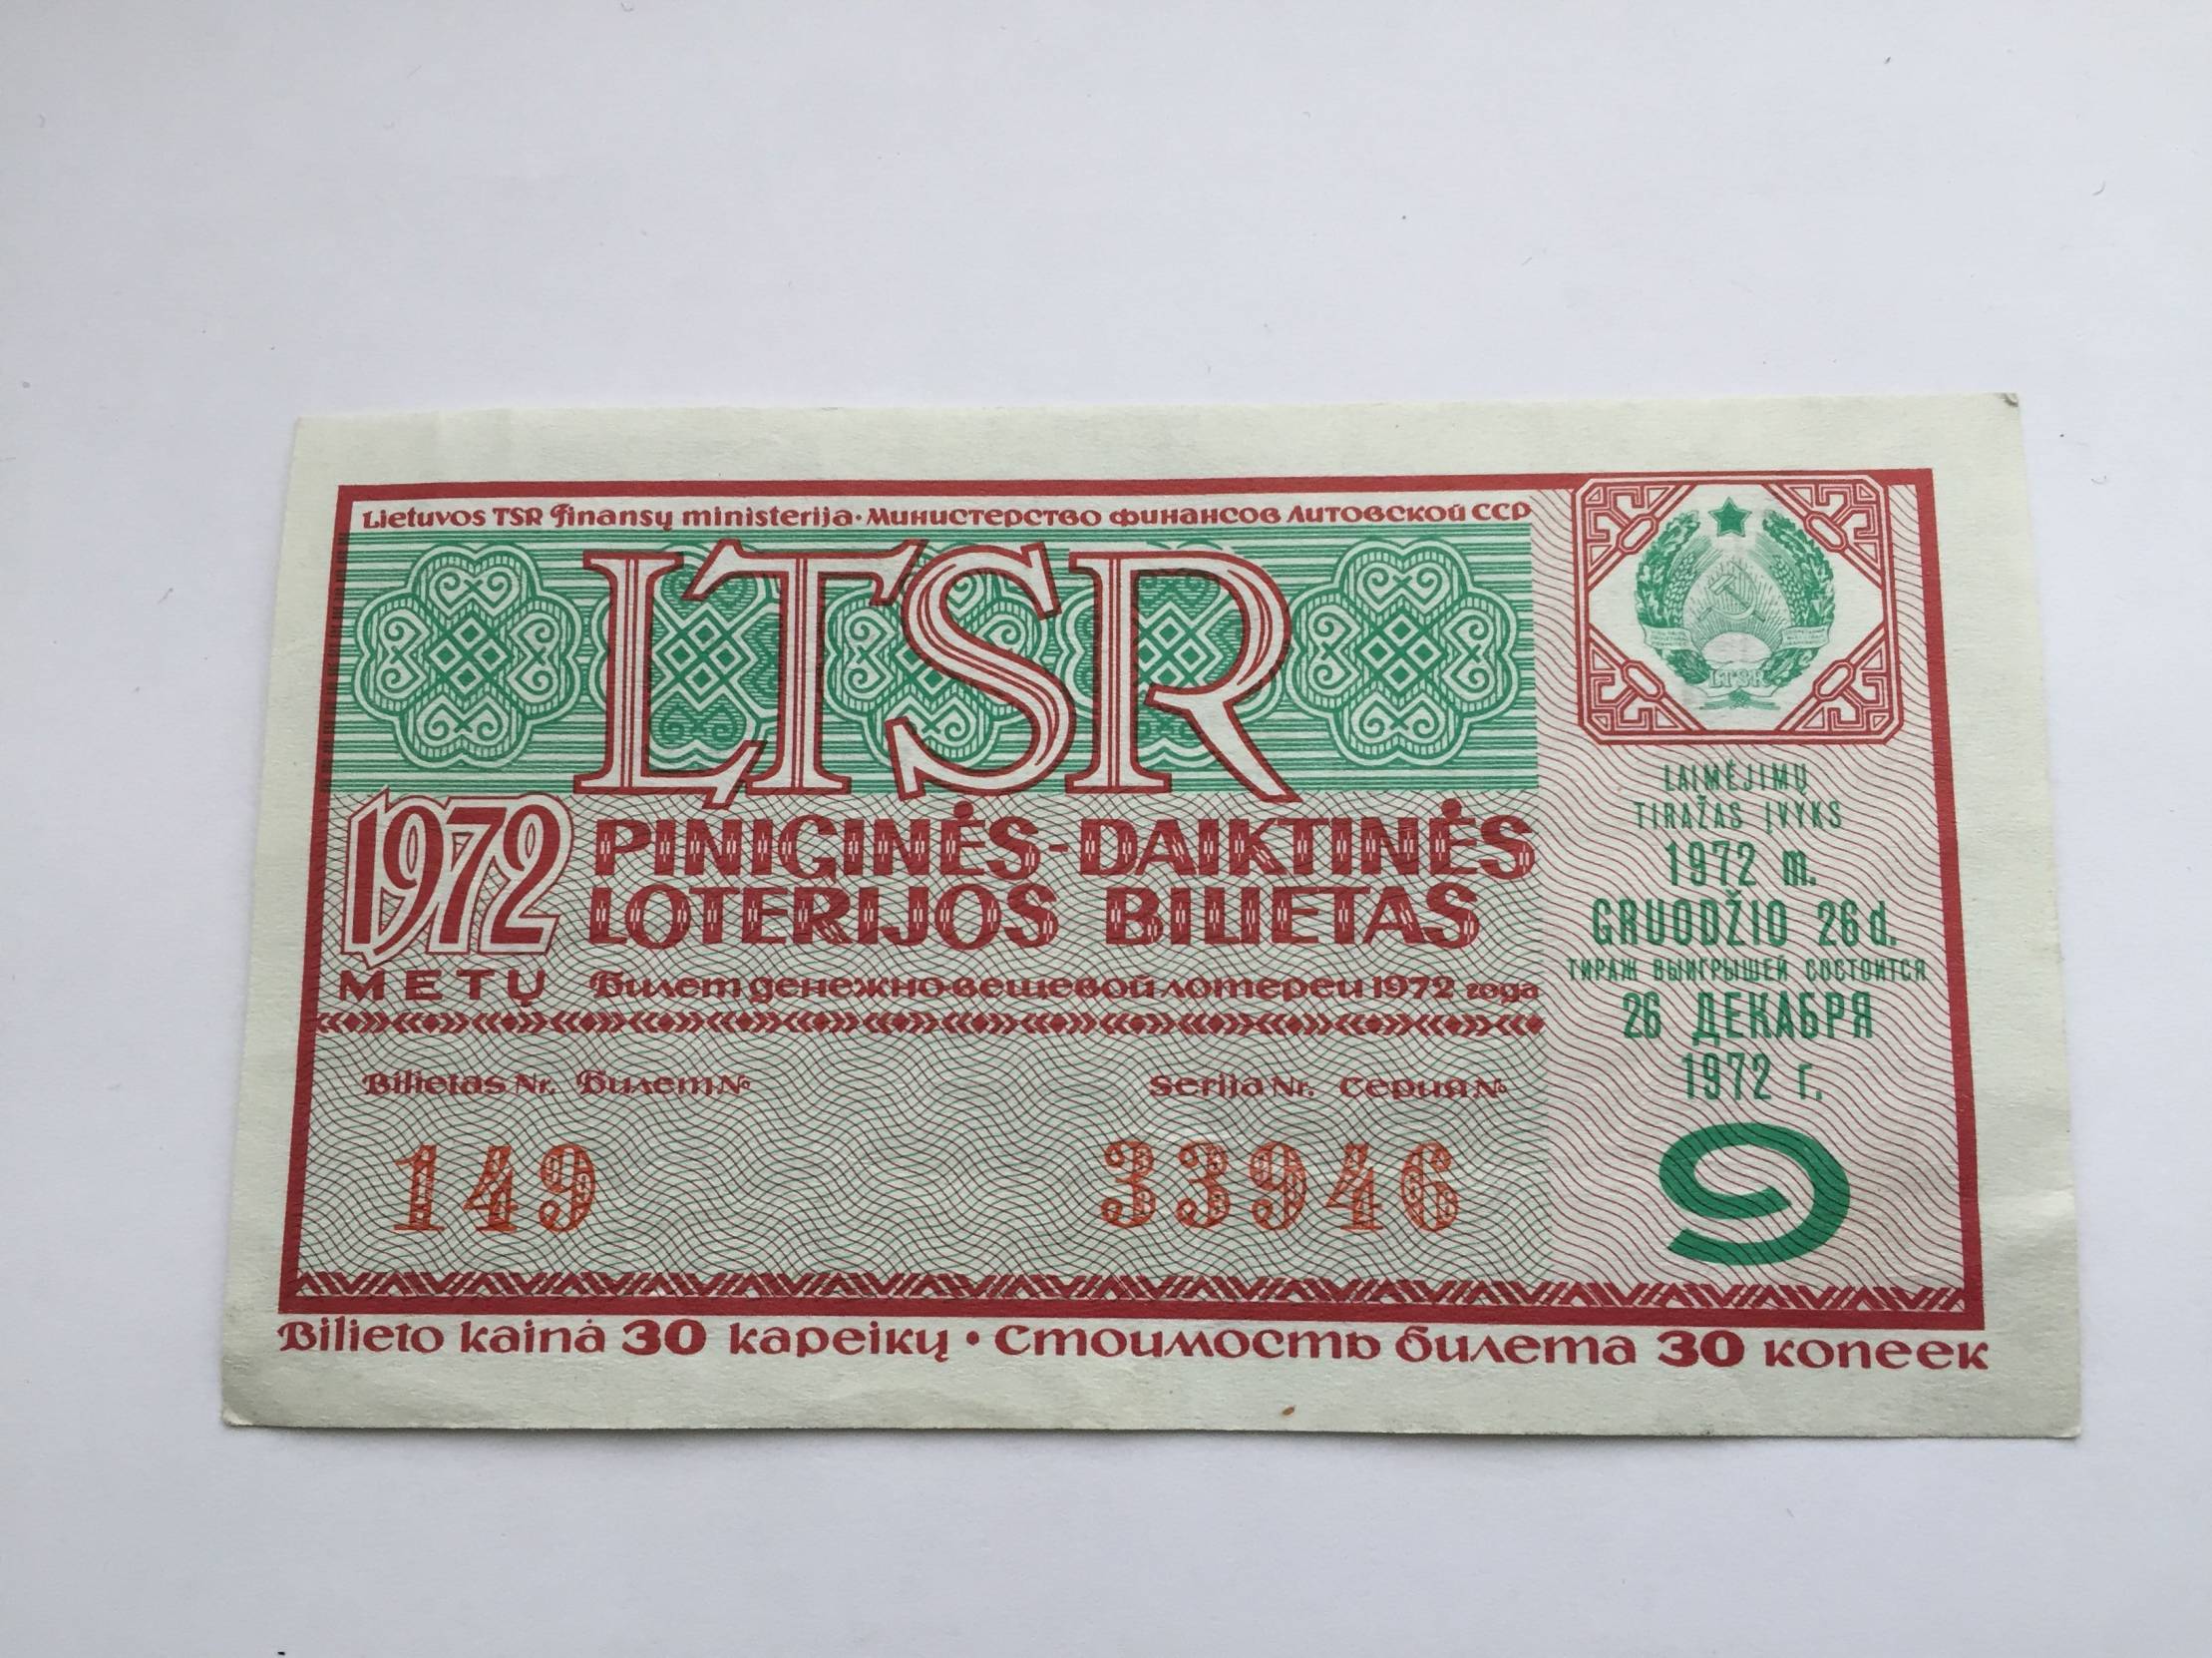 Lietuvos TSR Finansų ministerija · Министерство финансов Литовской ССР
LTSR
1972 METŲ
PINIGINĖS-DAIKTINĖS
LOTERIJOS BILIETAS
Билет денежно-вещевой лотереи 1972 года
Bilietas Nr. Билет №
149
Serija Nr. Серия №
33946
LTSR
LAIMĖJIMŲ
TIRAŽAS ĮVYKS
1972 m.
GRUODŽIO 26 d.
ТИРАЖ ВЫИГРЫШЕЙ СОСТОИТСЯ
26 ДЕКАБРЯ
1972 г.
9
Bilieto kaina 30 kapeikų • Стоимость билета 30 копеек